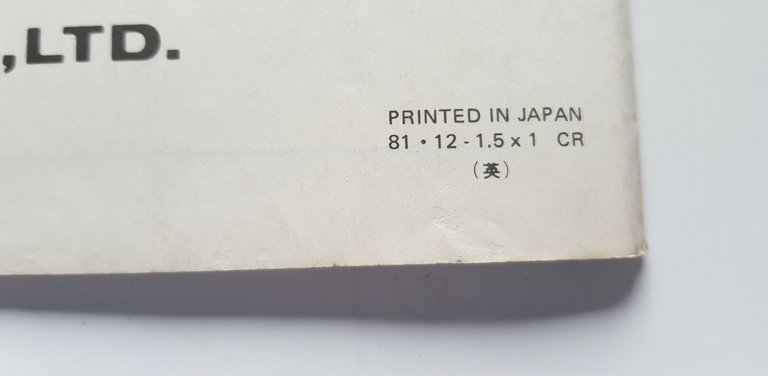 ,LTD.
PRINTED IN JAPAN
81・12-1.5×1 CR
(英)